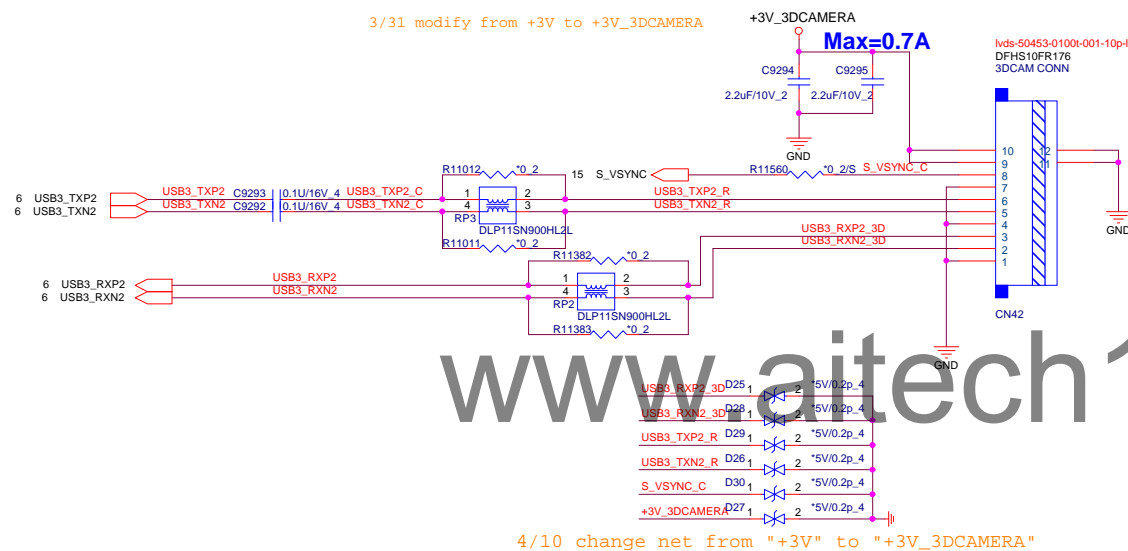 3/31 modify from +3V to +3V_3DCAMERA
+3V_3DCAMERA
Max=0.7A
lvds-50453-0100t-001-10p-l
DFHS10FR176
3DCAM CONN
C9294
C9295
2.2uF/10V_2
2.2uF/10V_2
GND
10
9
8
7
6
5
4
3
2
1
12
11
GND
CN42
GND
R11012
*0_2
15 S_VSYNC
R11560
*0_2/S
S_VSYNC_C
6 USB3_TXP2
USB3_TXP2
C9293
0.1U/16V_4
USB3_TXP2_C
1
2
USB3_TXP2_R
6 USB3_TXN2
USB3_TXN2
C9292
0.1U/16V_4
USB3_TXN2_C
4
3
USB3_TXN2_R
RP3
DLP11SN900HL2L
R11011
*0_2
USB3_RXP2_3D
USB3_RXN2_3D
R11382
*0_2
6 USB3_RXP2
USB3_RXP2
1
2
6 USB3_RXN2
USB3_RXN2
4
3
RP2
DLP11SN900HL2L
R11383
*0_2
www.aitech1
USB3_RXP2_3D
D25
1
2
*5V/0.2p_4
USB3_RXN2_3D
D28
1
2
*5V/0.2p_4
USB3_TXP2_R
D29
1
2
*5V/0.2p_4
USB3_TXN2_R
D26
1
2
*5V/0.2p_4
S_VSYNC_C
D30
1
2
*5V/0.2p_4
+3V_3DCAMERA
D27
1
2
*5V/0.2p_4
4/10 change net from "+3V" to "+3V_3DCAMERA"